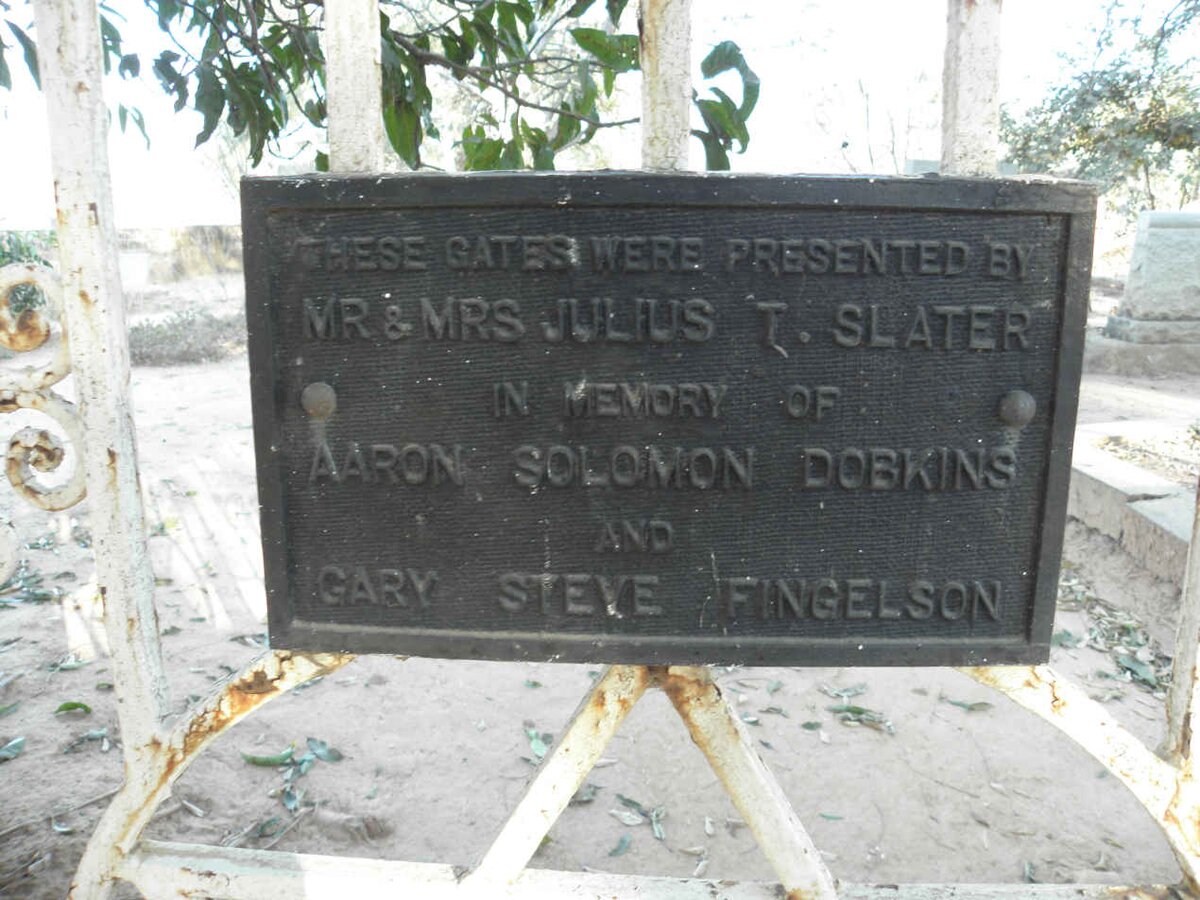 THESE GATES WERE PRESENTED BY
MR & MRS JULIUS T. SLATER
IN MEMORY OF
AARON SOLOMON DOBKINS
AND
GARY STEVE FINGELSON